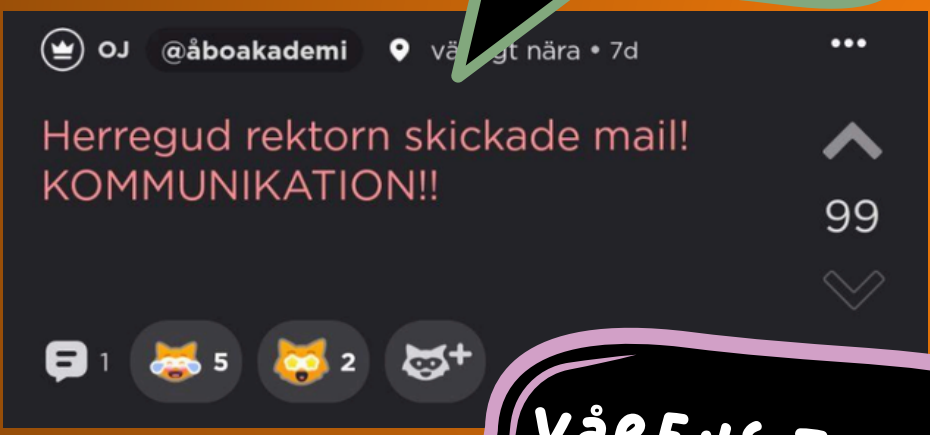 OJ @åboakademi nära • 7d
Herregud rektorn skickade mail!
KOMMUNIKATION!!
99
1 5 2